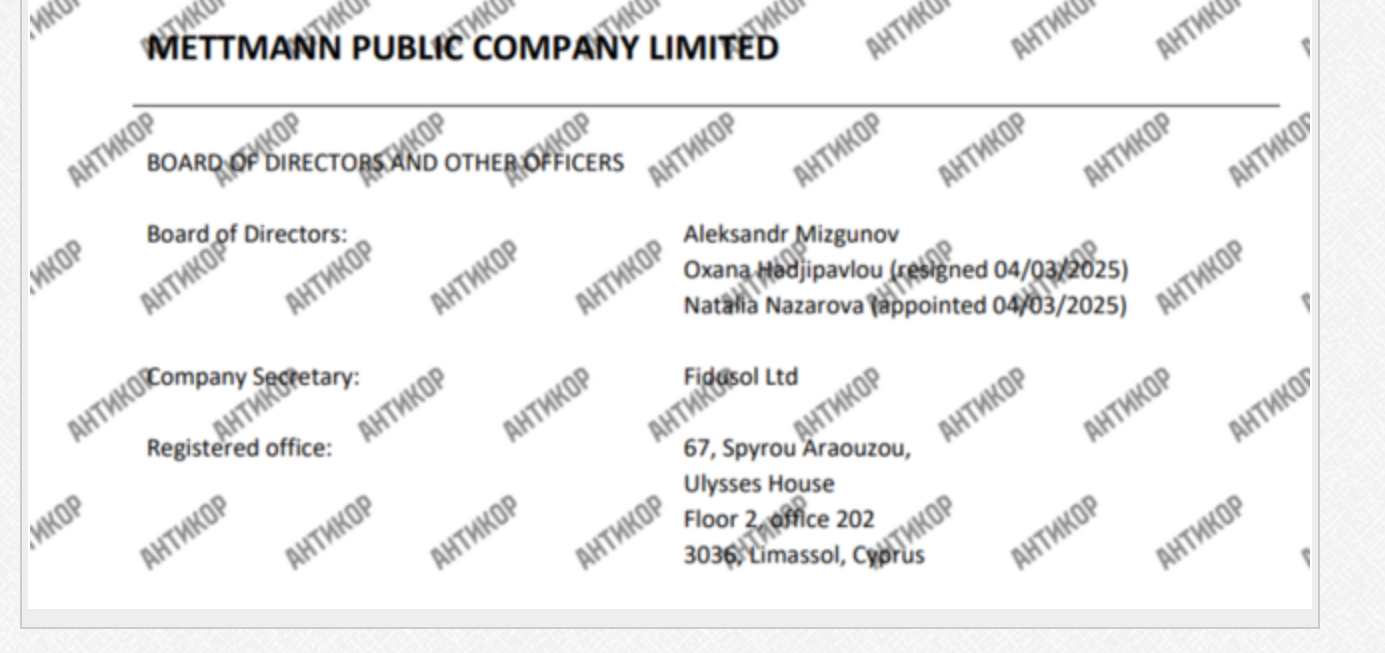 METTMANN PUBLIC COMPANY LIMITED
BOARD OF DIRECTORS AND OTHER OFFICERS
Board of Directors: Aleksandr Mizgunov
Oxana Hadjipavlou (resigned 04/03/2025)
Natalia Nazarova (appointed 04/03/2025)
Company Secretary: Fidusol Ltd
Registered office: 67, Spyrou Araouzou,
Ulysses House
Floor 2, office 202
3036, Limassol, Cyprus
АНТИКОР